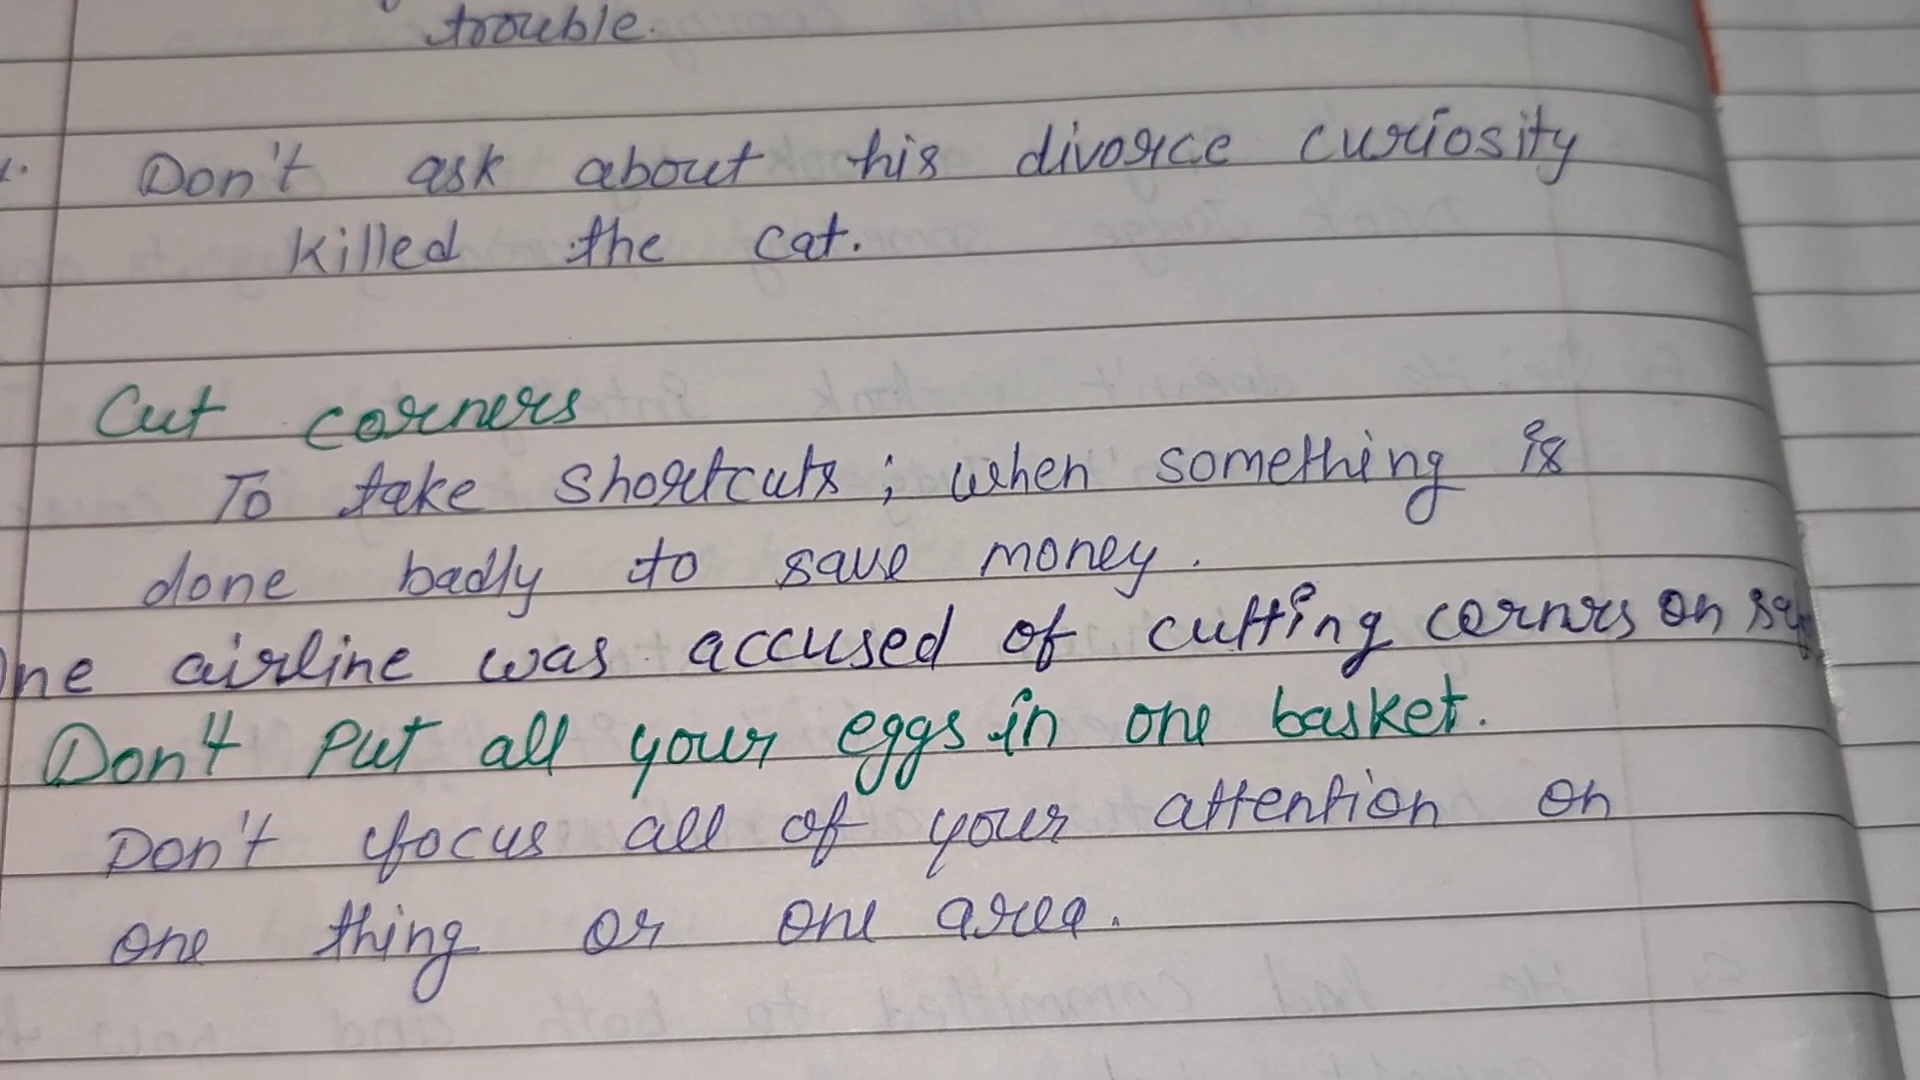 trouble.
Don't ask about his divorce curiosity
killed the cat.
Cut corners
To take shortcuts ; when something is
done badly to save money.
One airline was accused of cutting corners on
Don't Put all your eggs in one basket.
Don't focus all of your attention on
one thing or one area.